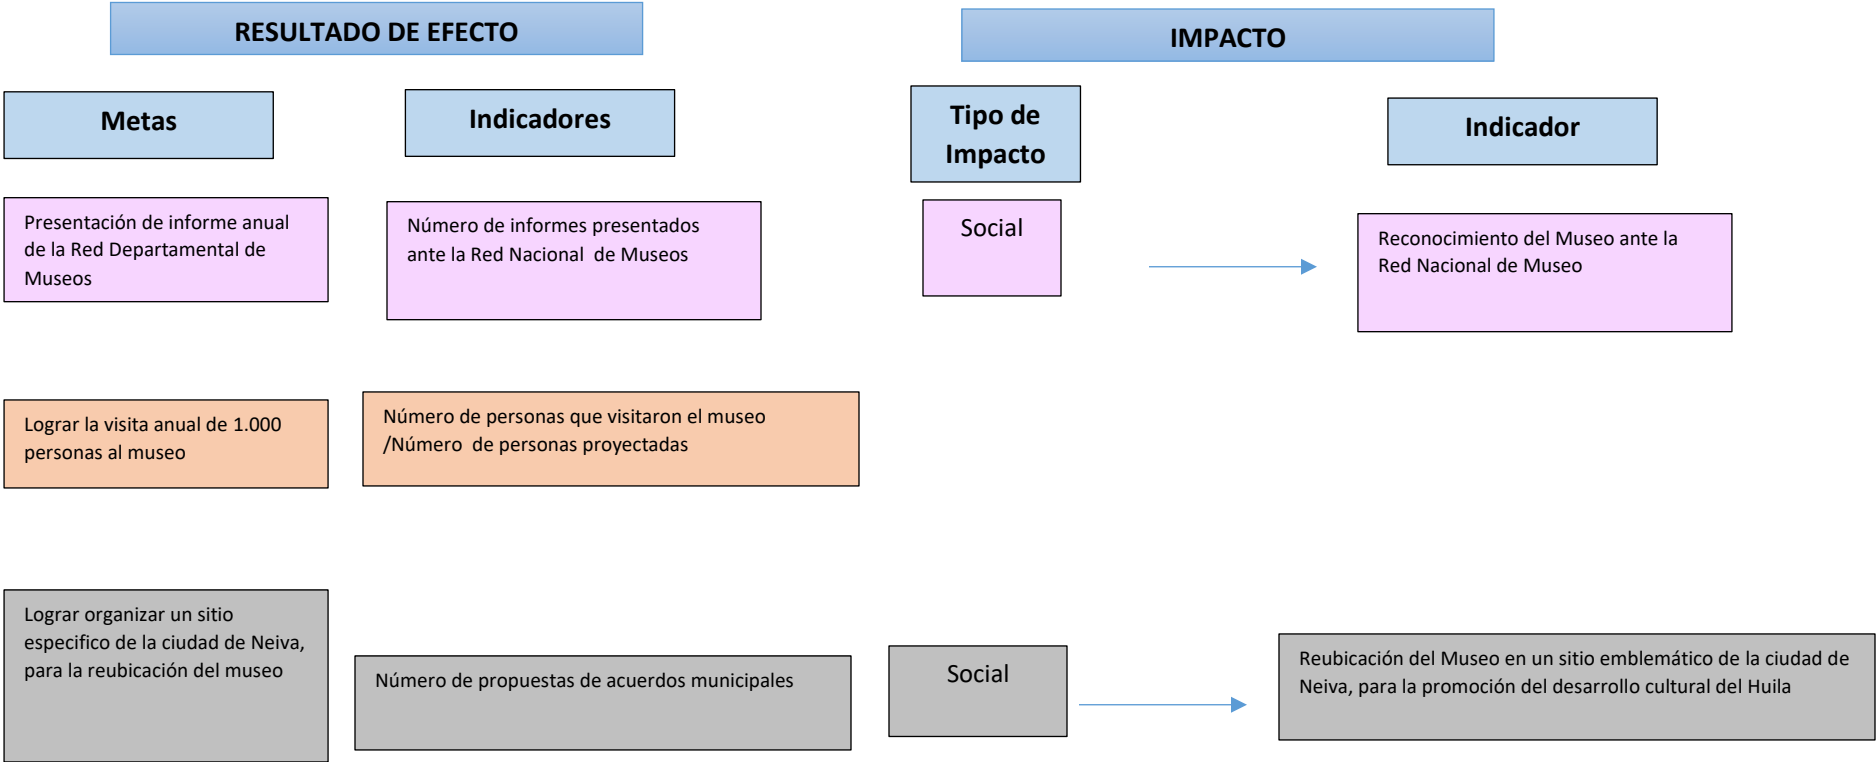 RESULTADO DE EFECTO
IMPACTO
Metas
Indicadores
Tipo de
Impacto
Indicador
Presentación de informe anual
de la Red Departamental de
Museos
Número de informes presentados
ante la Red Nacional de Museos
Social
Reconocimiento del Museo ante la
Red Nacional de Museo
Lograr la visita anual de 1.000
personas al museo
Número de personas que visitaron el museo
/Número de personas proyectadas
Lograr organizar un sitio
especifico de la ciudad de Neiva,
para la reubicación del museo
Número de propuestas de acuerdos municipales
Social
Reubicación del Museo en un sitio emblemático de la ciudad de
Neiva, para la promoción del desarrollo cultural del Huila